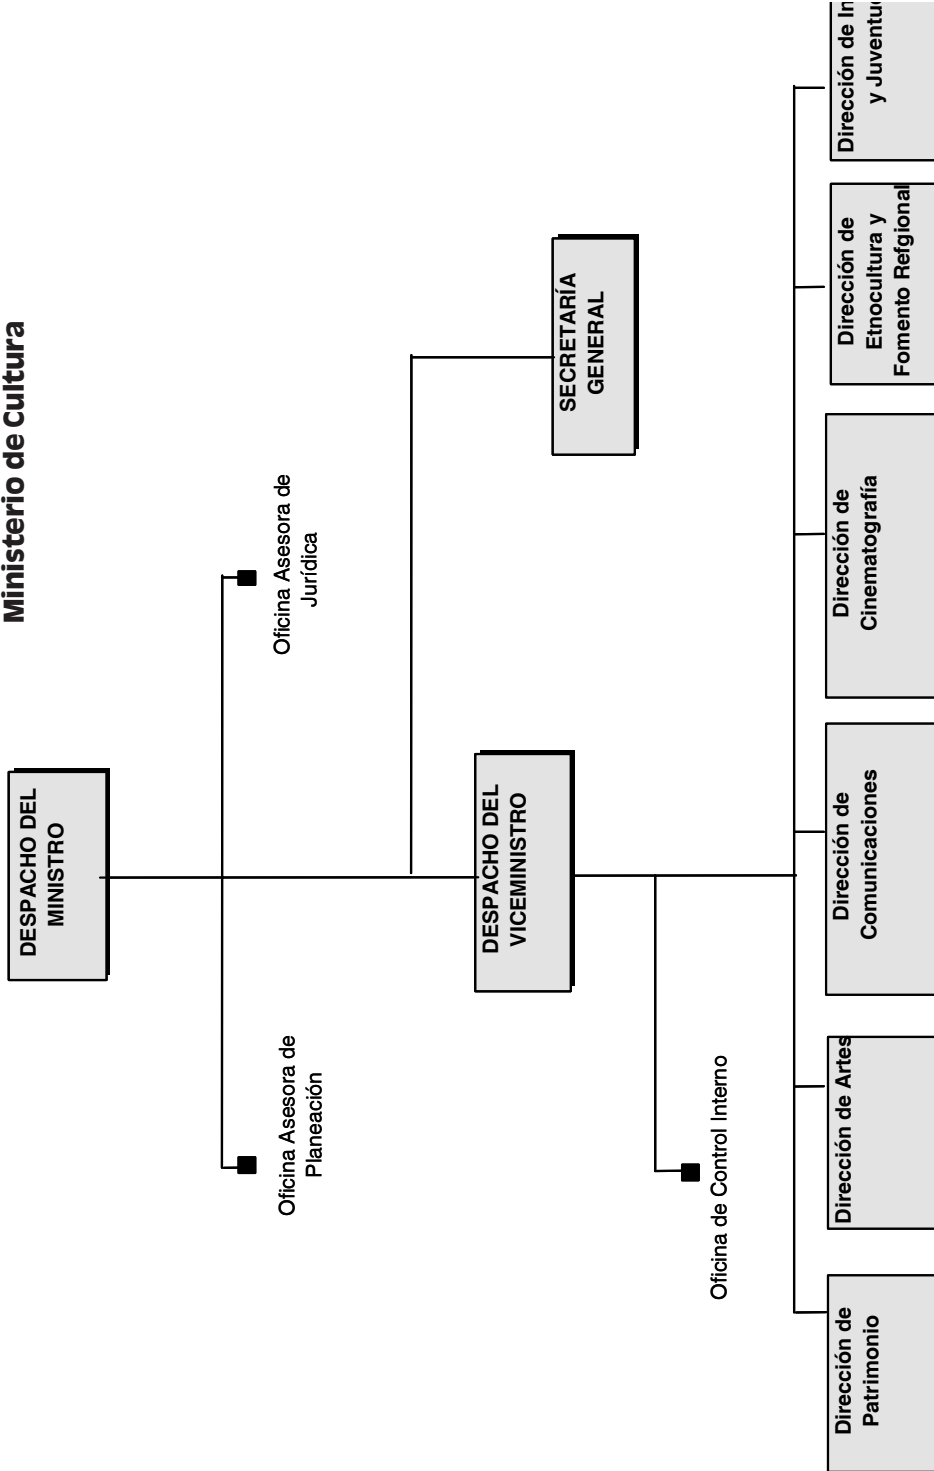 Ministerio de Cultura
DESPACHO DEL
MINISTRO
Oficina Asesora de
Planeación
Oficina Asesora de
Jurídica
DESPACHO DEL
VICEMINISTRO
SECRETARÍA
GENERAL
Oficina de Control Interno
Dirección de
Patrimonio
Dirección de Artes
Dirección de
Comunicaciones
Dirección de
Cinematografía
Dirección de
Etnocultura y
Fomento Refgional
Dirección de
y